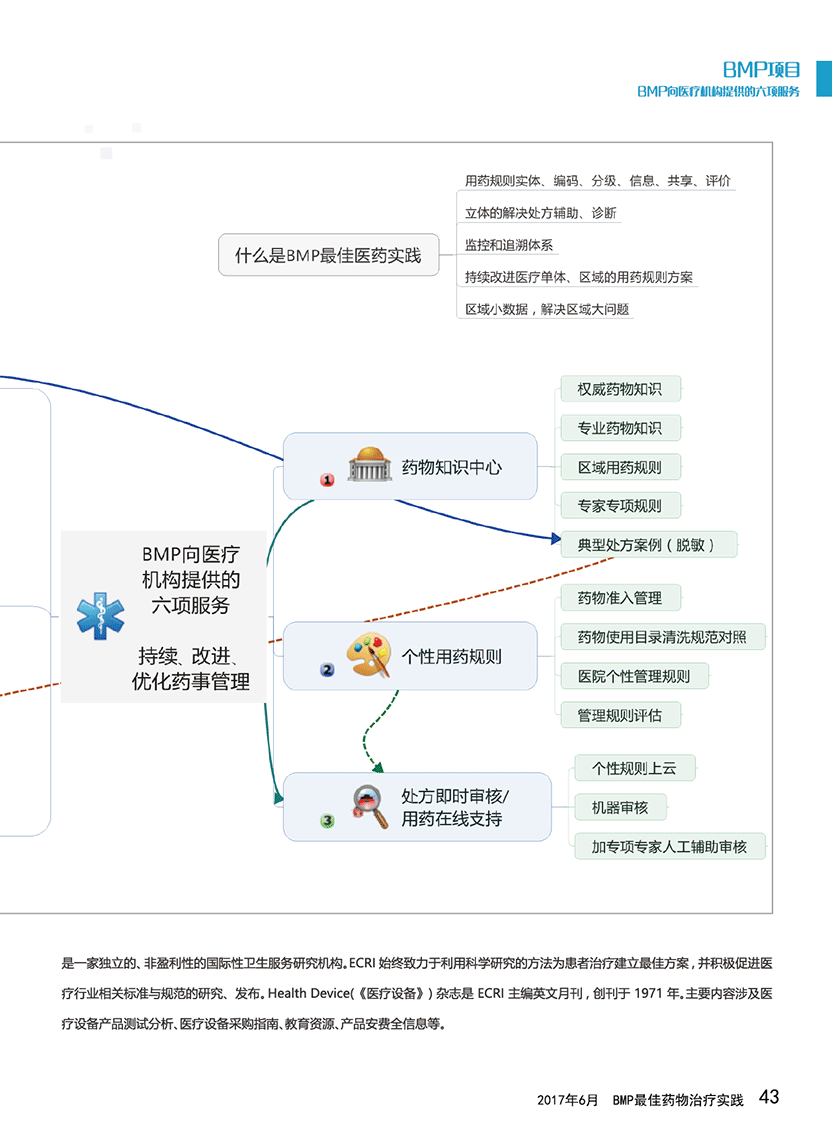 BMP项目
BMP向医疗机构提供的六项服务
什么是BMP最佳医药实践
用药规则实体、编码、分级、信息、共享、评价
立体的解决处方辅助、诊断
监控和追溯体系
持续改进医疗单体、区域的用药规则方案
区域小数据，解决区域大问题
BMP向医疗
机构提供的
六项服务
持续、改进、
优化药事管理
1
药物知识中心
权威药物知识
专业药物知识
区域用药规则
专家专项规则
典型处方案例（脱敏）
2
个性用药规则
药物准入管理
药物使用目录清洗规范对照
医院个性管理规则
管理规则评估
3
处方即时审核/
用药在线支持
个性规则上云
机器审核
加专项专家人工辅助审核
是一家独立的、非盈利性的国际性卫生服务研究机构。ECRI 始终致力于利用科学研究的方法为患者治疗建立最佳方案，并积极促进医
疗行业相关标准与规范的研究、发布。Health Device(《医疗设备》) 杂志是 ECRI 主编英文月刊，创刊于 1971 年。主要内容涉及医
疗设备产品测试分析、医疗设备采购指南、教育资源、产品安费全信息等。
2017年6月 BMP最佳药物治疗实践 43